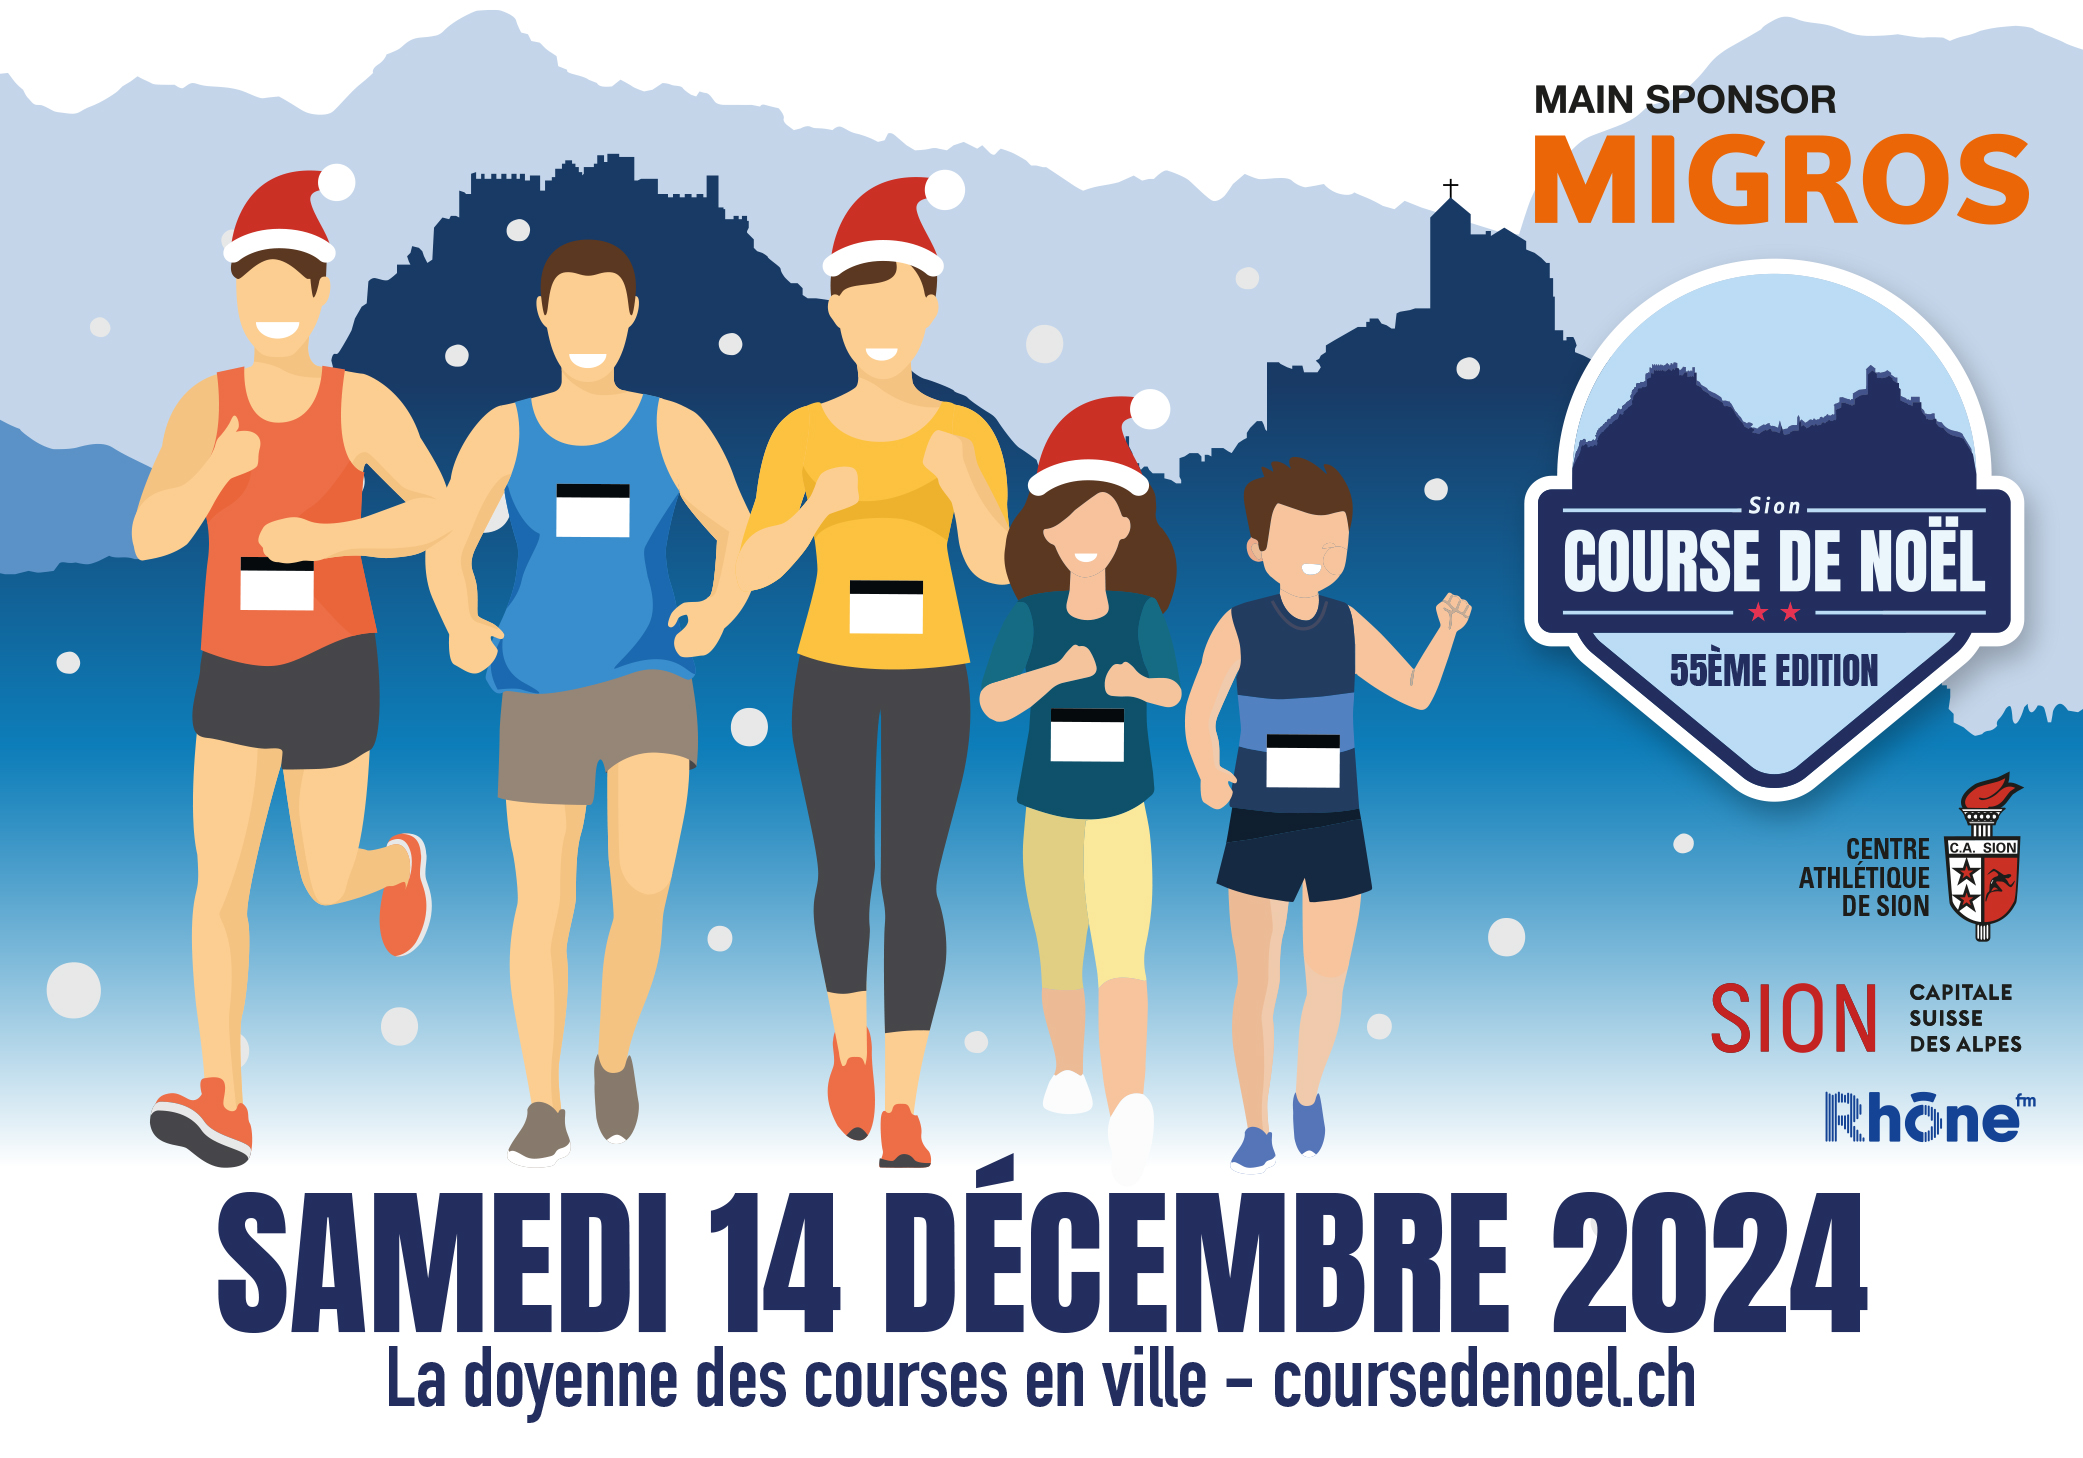 MAIN SPONSOR
MIGROS
Sion
COURSE DE NOËL
55ÈME EDITION
CENTRE
ATHLÉTIQUE
DE SION
C.A. SION
SION
CAPITALE
SUISSE
DES ALPES
Rhône fm
SAMEDI 14 DÉCEMBRE 2024
La doyenne des courses en ville – coursedenoel.ch